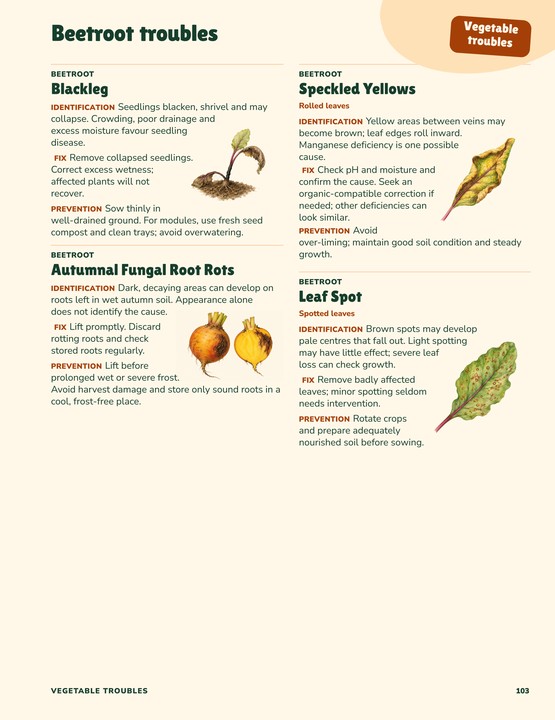 Beetroot troubles
Vegetable
troubles
BEETROOT
Blackleg
IDENTIFICATION Seedlings blacken, shrivel and may
collapse. Crowding, poor drainage and
excess moisture favour seedling
disease.
FIX Remove collapsed seedlings.
Correct excess wetness;
affected plants will not
recover.
PREVENTION Sow thinly in
well-drained ground. For modules, use fresh seed
compost and clean trays; avoid overwatering.
BEETROOT
Autumnal Fungal Root Rots
IDENTIFICATION Dark, decaying areas can develop on
roots left in wet autumn soil. Appearance alone
does not identify the cause.
FIX Lift promptly. Discard
rotting roots and check
stored roots regularly.
PREVENTION Lift before
prolonged wet or severe frost.
Avoid harvest damage and store only sound roots in a
cool, frost-free place.
BEETROOT
Speckled Yellows
Rolled leaves
IDENTIFICATION Yellow areas between veins may
become brown; leaf edges roll inward.
Manganese deficiency is one possible
cause.
FIX Check pH and moisture and
confirm the cause. Seek an
organic-compatible correction if
needed; other deficiencies can
look similar.
PREVENTION Avoid
over-liming; maintain good soil condition and steady
growth.
BEETROOT
Leaf Spot
Spotted leaves
IDENTIFICATION Brown spots may develop
pale centres that fall out. Light spotting
may have little effect; severe leaf
loss can check growth.
FIX Remove badly affected
leaves; minor spotting seldom
needs intervention.
PREVENTION Rotate crops
and prepare adequately
nourished soil before sowing.
VEGETABLE TROUBLES
103